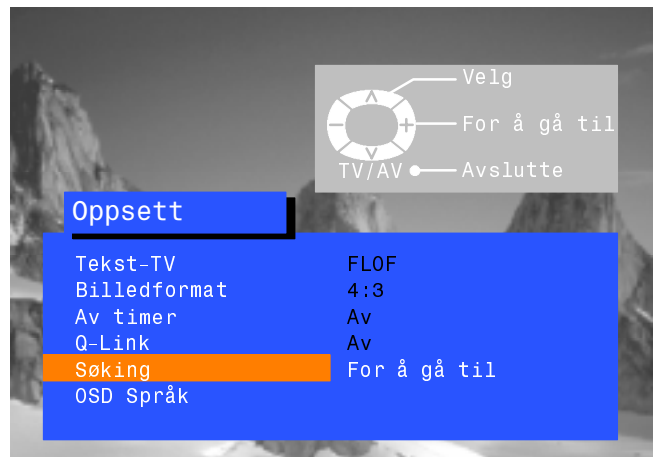 Velg
For å gå til
TV/AV Avslutte
Oppsett
Tekst-TV FLOF
Billedformat 4:3
Av timer Av
Q-Link Av
Søking For å gå til
OSD Språk